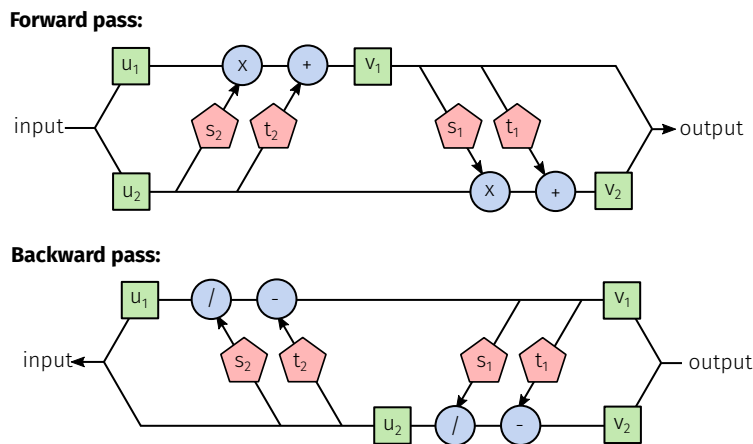 Forward pass:
u1 x + v1
input s2 t2 s1 t1 output
u2 x + v2
Backward pass:
u1 / - v1
input s2 t2 s1 t1 output
u2 / - v2